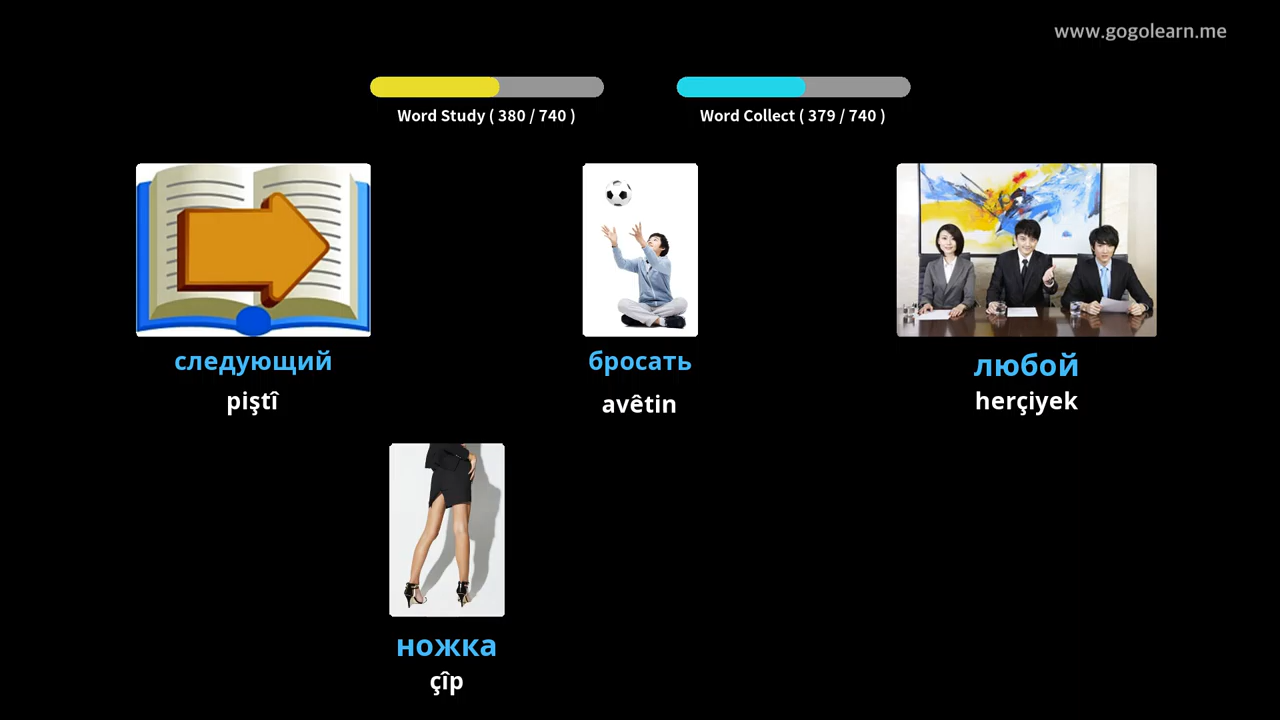 www.gogolearn.me
Word Study ( 380 / 740 )
Word Collect ( 379 / 740 )
следующий
piştî
бросать
avêtin
любой
herçiyek
ножка
çîp